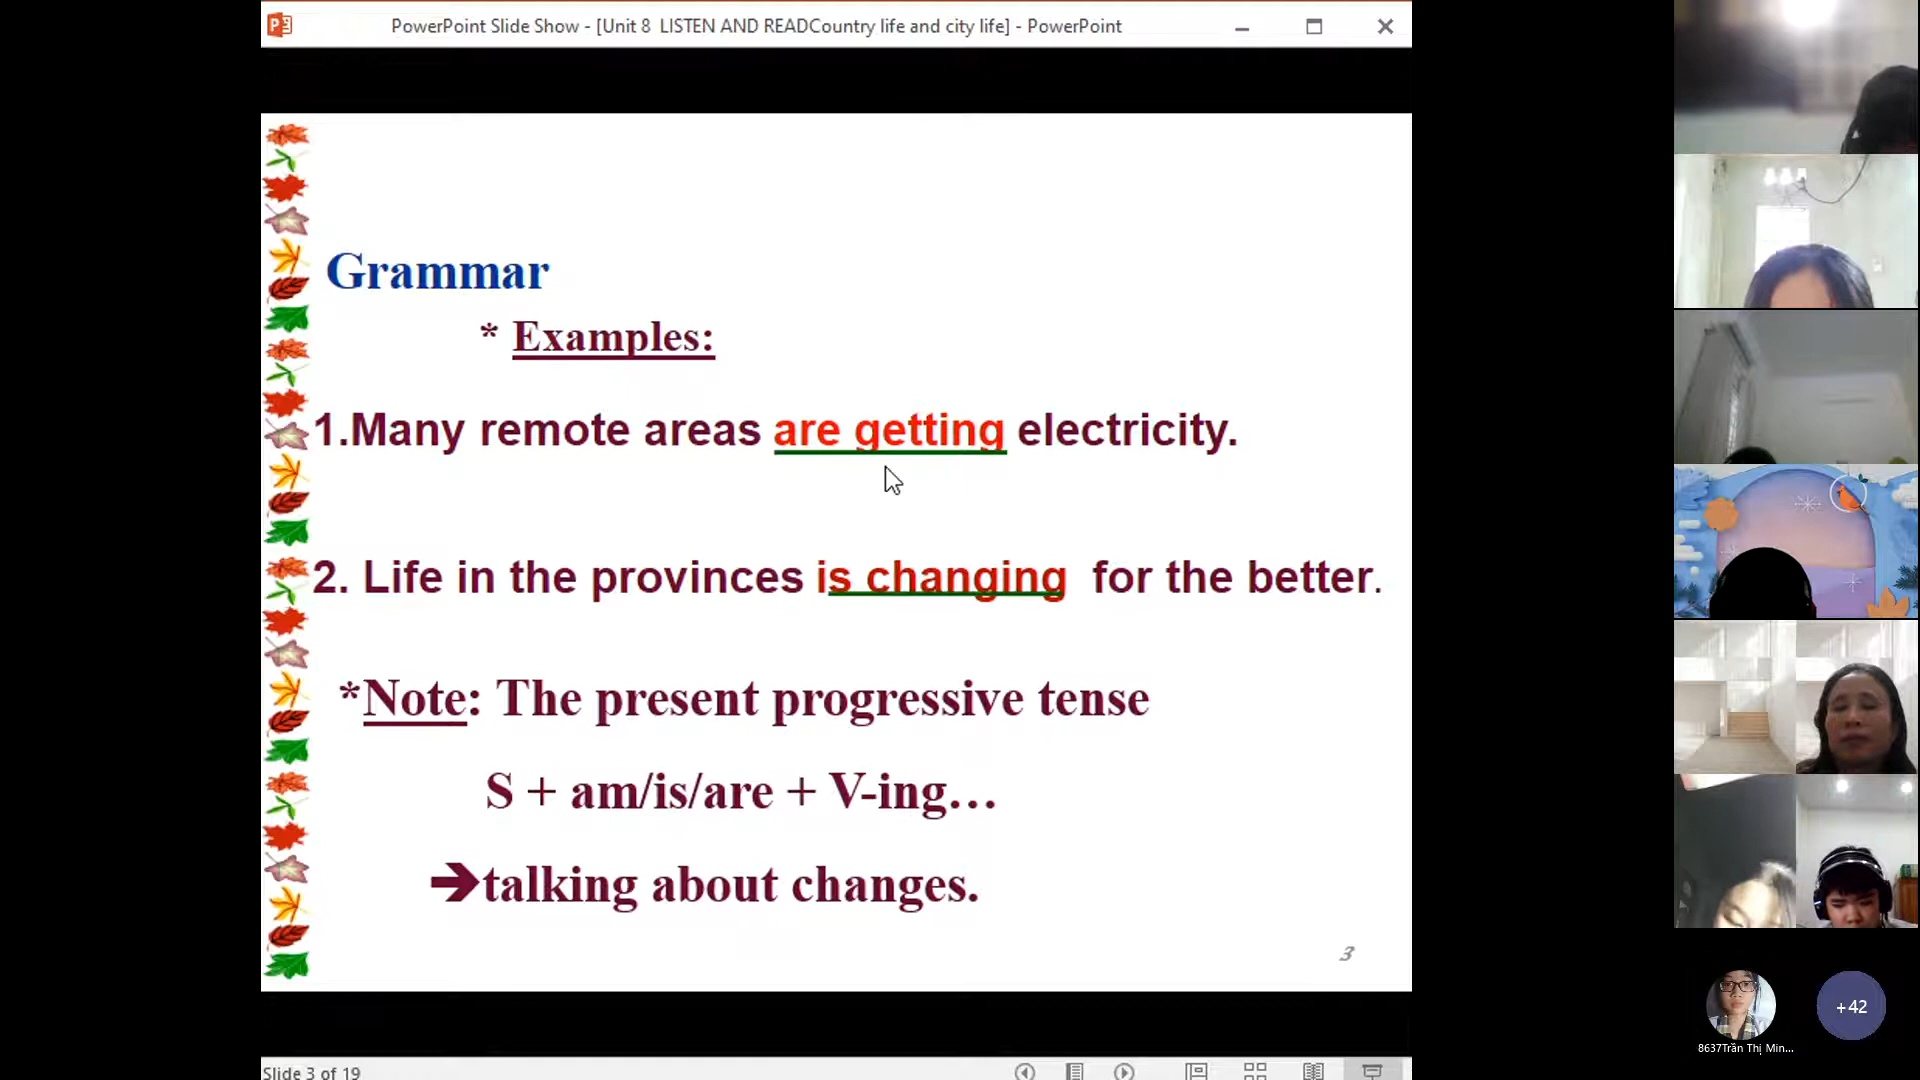 PowerPoint Slide Show - [Unit 8  LISTEN AND READCountry life and city life] - PowerPoint
Grammar
* Examples:
1.Many remote areas are getting electricity.
2. Life in the provinces is changing  for the better.
*Note: The present progressive tense
S + am/is/are + V-ing…
➔talking about changes.
3
Slide 3 of 19
+42
8637Trần Thị Min...